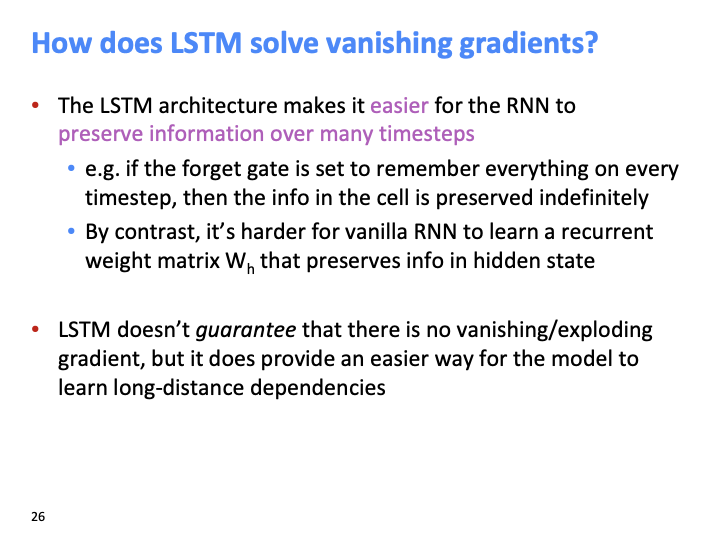 How does LSTM solve vanishing gradients?
• The LSTM architecture makes it easier for the RNN to
preserve information over many timesteps
• e.g. if the forget gate is set to remember everything on every
timestep, then the info in the cell is preserved indefinitely
• By contrast, it’s harder for vanilla RNN to learn a recurrent
weight matrix Wh that preserves info in hidden state
• LSTM doesn’t guarantee that there is no vanishing/exploding
gradient, but it does provide an easier way for the model to
learn long-distance dependencies
26